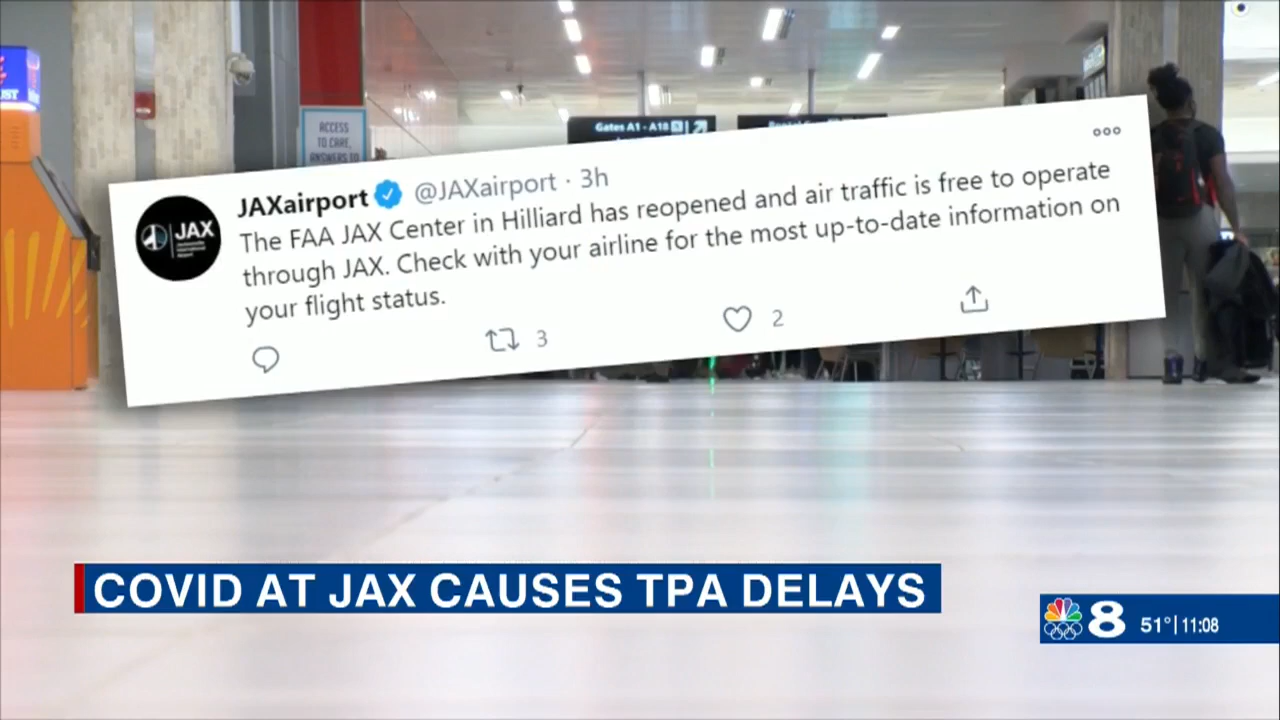 UST
ACCESS
TO CARE,
ANSWERS TO
Gates A1 - A18
JAXairport @JAXairport · 3h
JAX
The FAA JAX Center in Hilliard has reopened and air traffic is free to operate
through JAX. Check with your airline for the most up-to-date information on
your flight status.
3
2
COVID AT JAX CAUSES TPA DELAYS
8 51° | 11:08